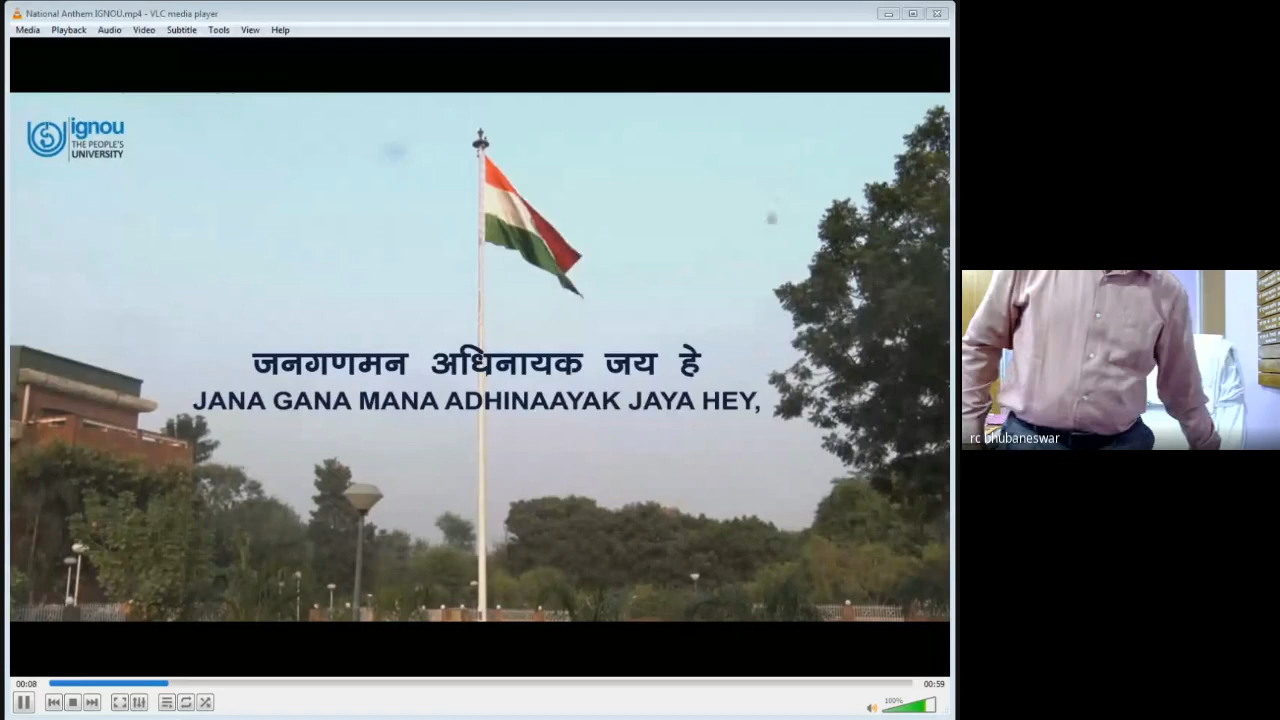 National Anthem IGNOU.mp4 - VLC media player
Media Playback Audio Video Subtitle Tools View Help
ignou
THE PEOPLE'S
UNIVERSITY
जनगणमन अधिनायक जय हे
JANA GANA MANA ADHINAAYAK JAYA HEY,
rc bhubaneswar
00:08
00:59
100%